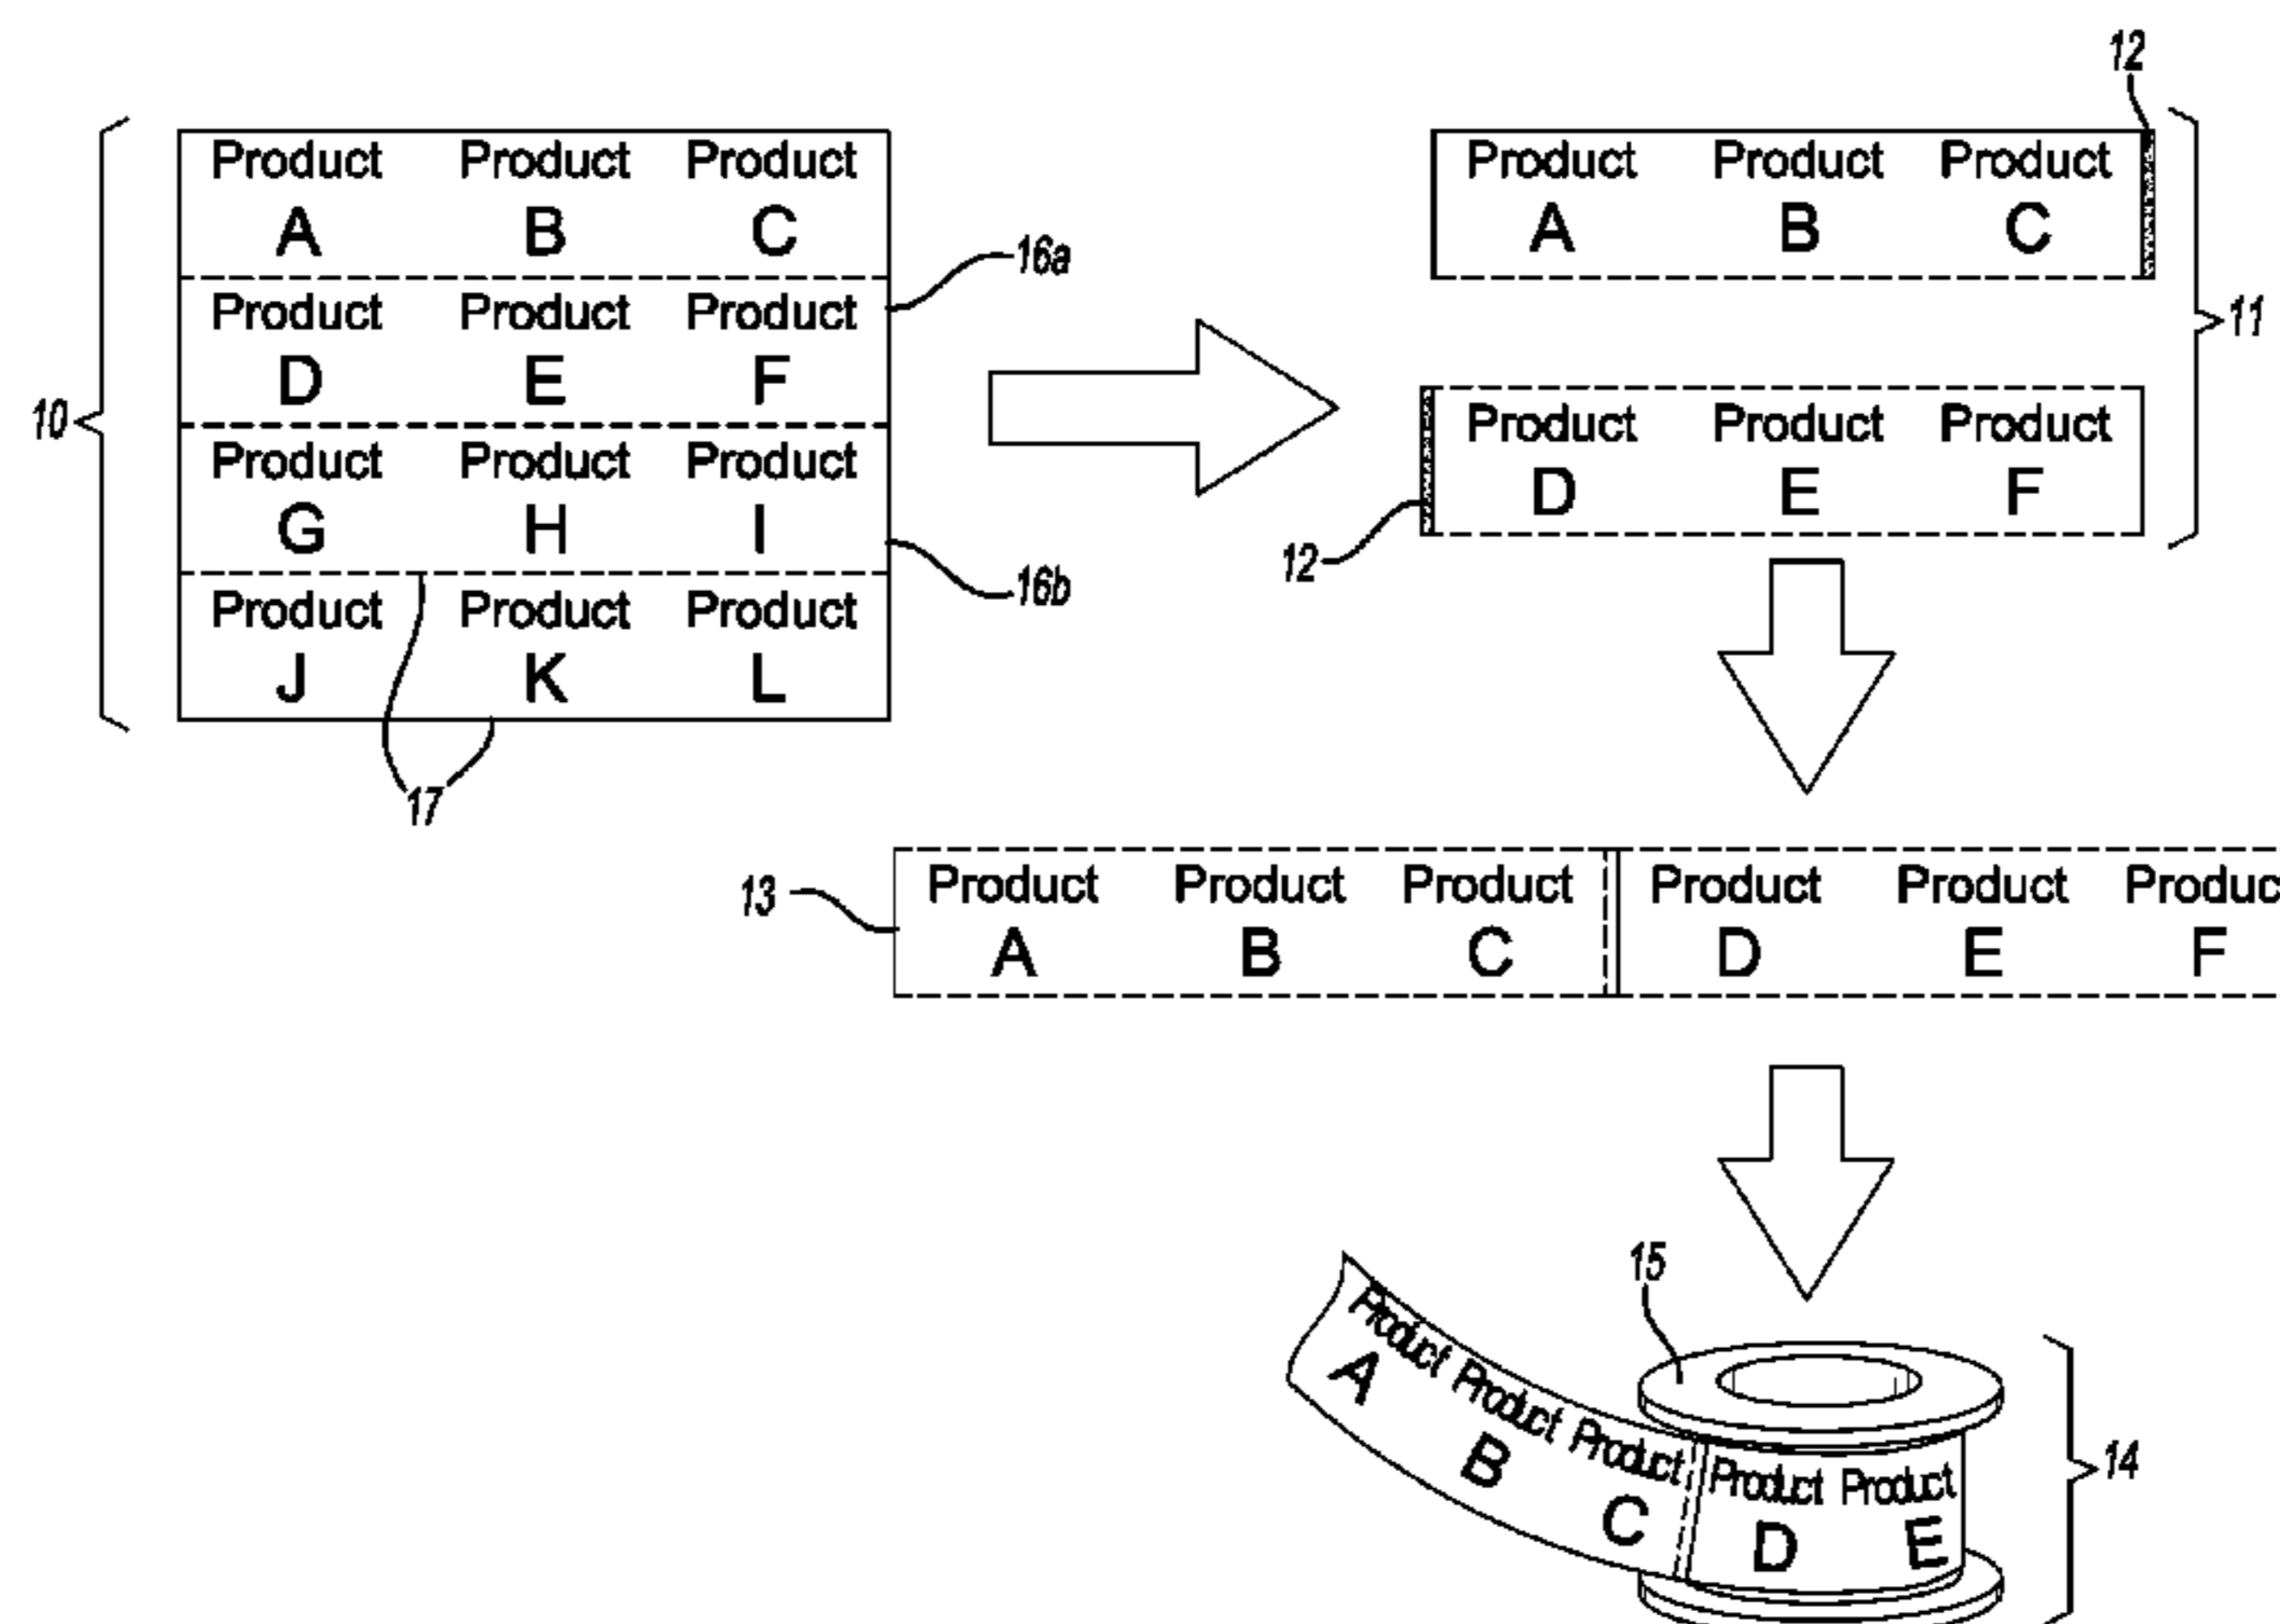 12
Product Product Product
A B C
16a
Product Product Product
D E F
10
Product Product Product
G H I
16b
Product Product Product
J K L
17
Product Product Product
A B C
11
Product Product Product
D E F
12
13
Product Product Product Product Product Produc
A B C D E F
15
Product Product Product Product Product
A B C D E
14